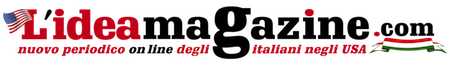 L'ideamagazine.com
nuovo periodico on line degli italiani negli USA